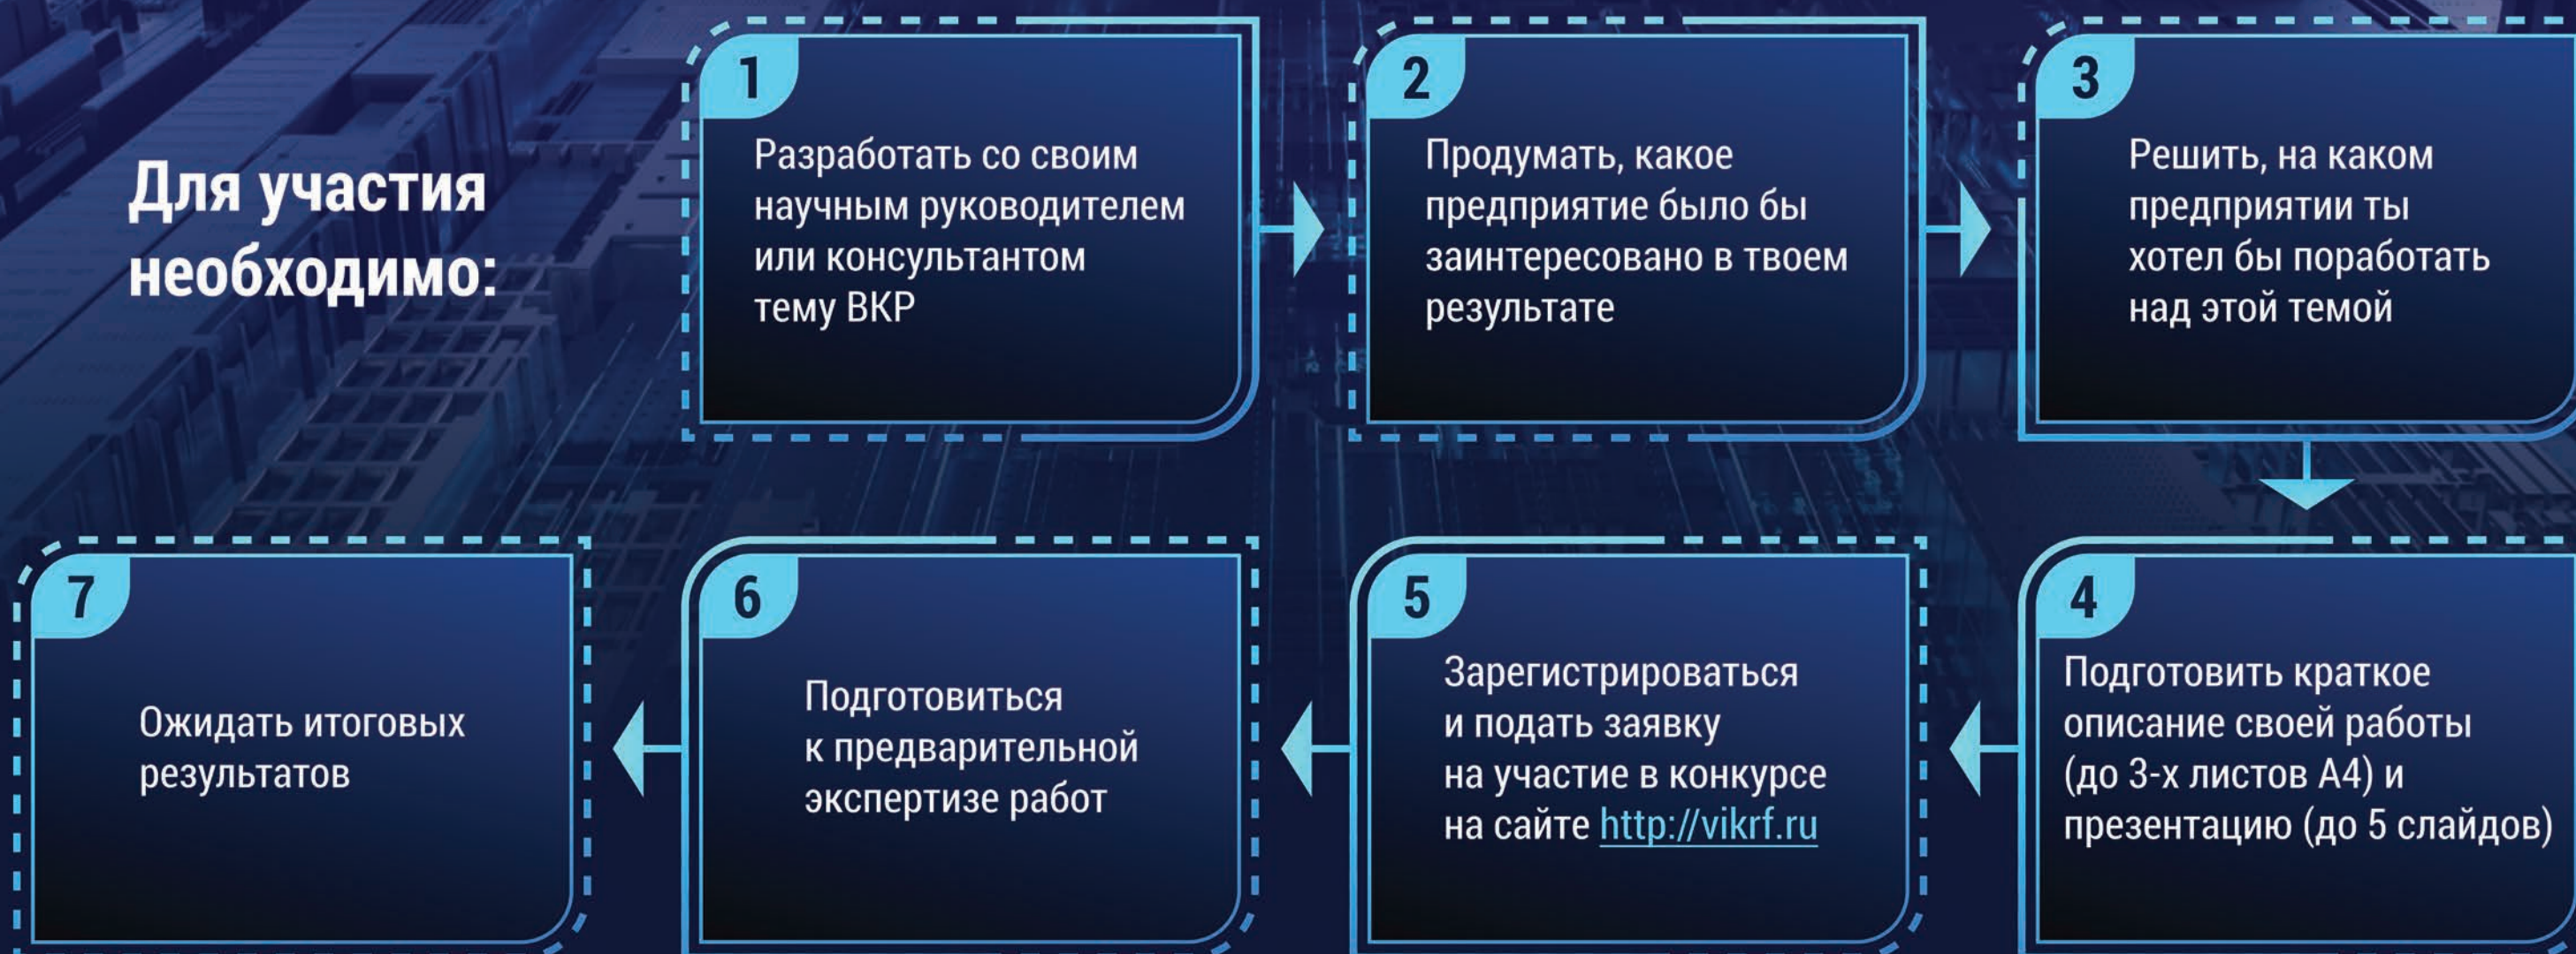 Для участия
необходимо:
1
Разработать со своим
научным руководителем
или консультантом
тему ВКР
2
Продумать, какое
предприятие было бы
заинтересовано в твоем
результате
3
Решить, на каком
предприятии ты
хотел бы поработать
над этой темой
4
Подготовить краткое
описание своей работы
(до 3-х листов А4) и
презентацию (до 5 слайдов)
5
Зарегистрироваться
и подать заявку
на участие в конкурсе
на сайте http://vikrf.ru
6
Подготовиться
к предварительной
экспертизе работ
7
Ожидать итоговых
результатов